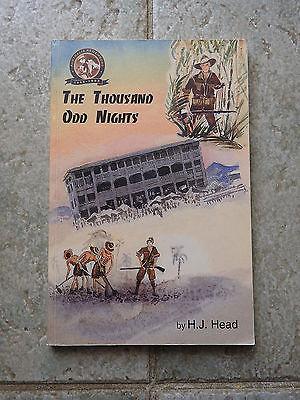 THE THOUSAND
ODD NIGHTS
by H.J. Head